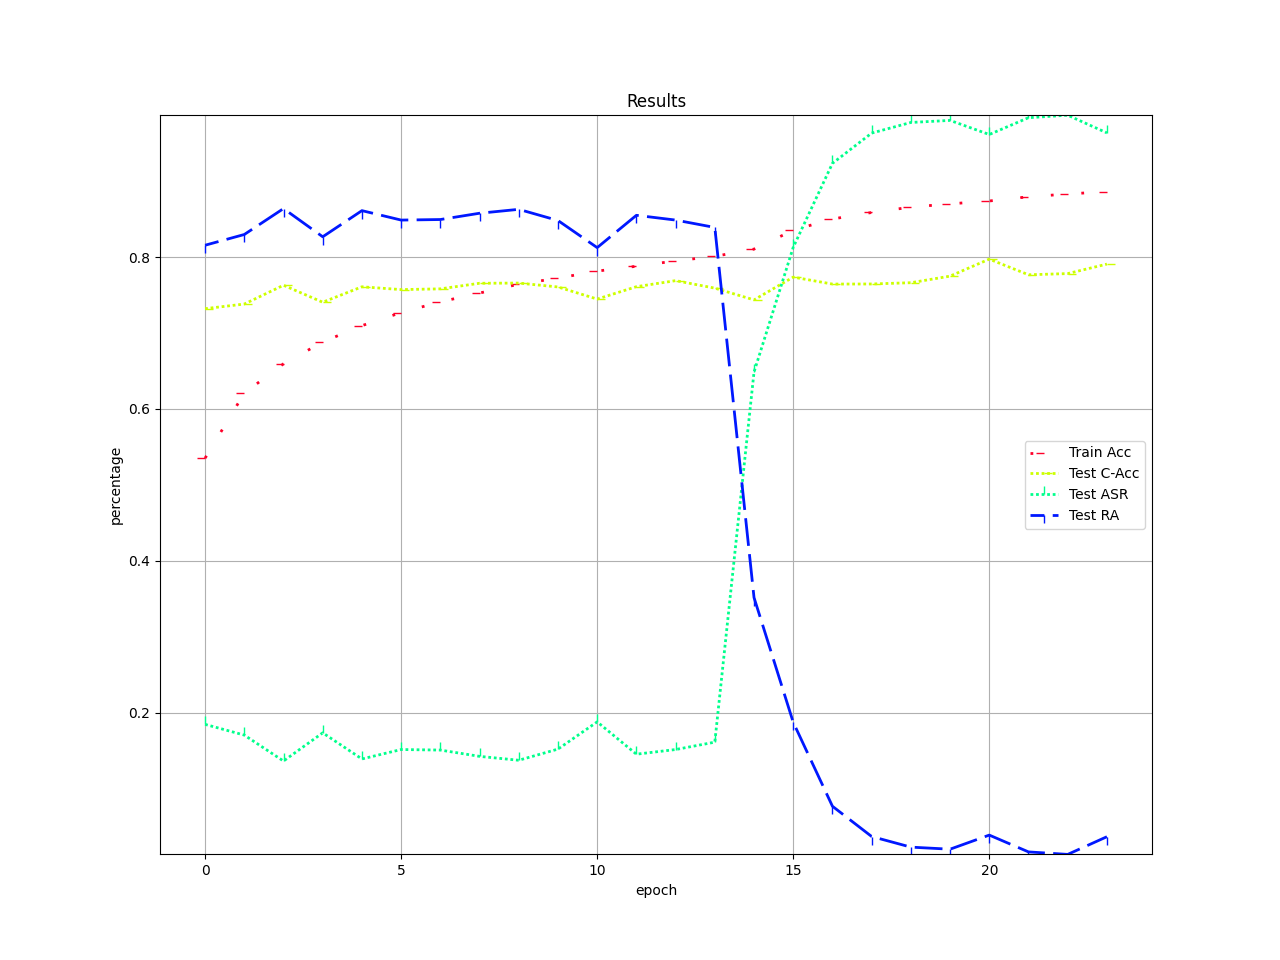 Results
percentage
0.8
0.6
0.4
0.2
0 5 10 15 20
epoch
Train Acc
Test C-Acc
Test ASR
Test RA